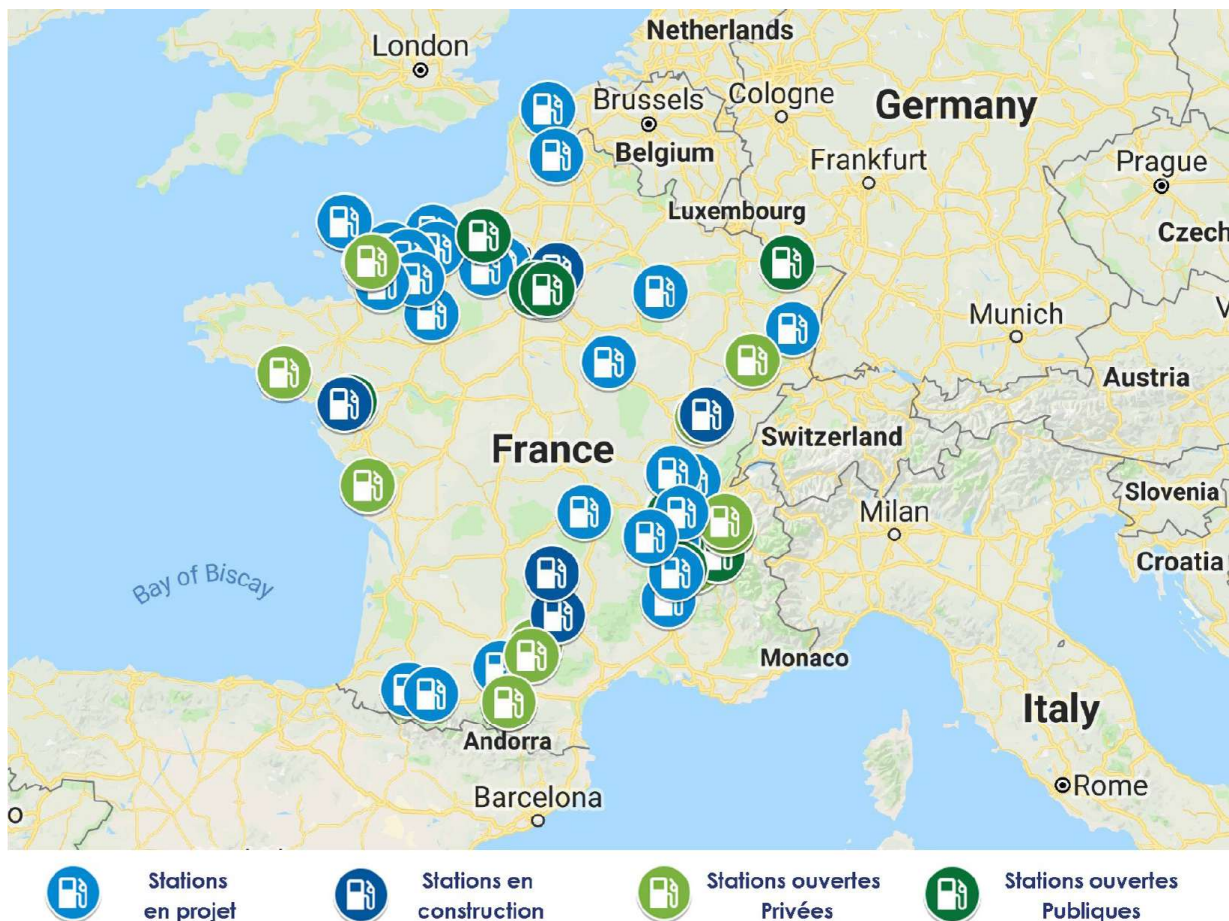 London
Netherlands
Brussels
Cologne
Germany
Belgium
Frankfurt
Prague
Luxembourg
Czech
Munich
V
Austria
Switzerland
France
Slovenia
Milan
Croatia
Bay of Biscay
Monaco
Italy
Andorra
Barcelona
Rome
o
Stations
en projet
Stations en
construction
Stations ouvertes
Privées
Stations ouvertes
Publiques